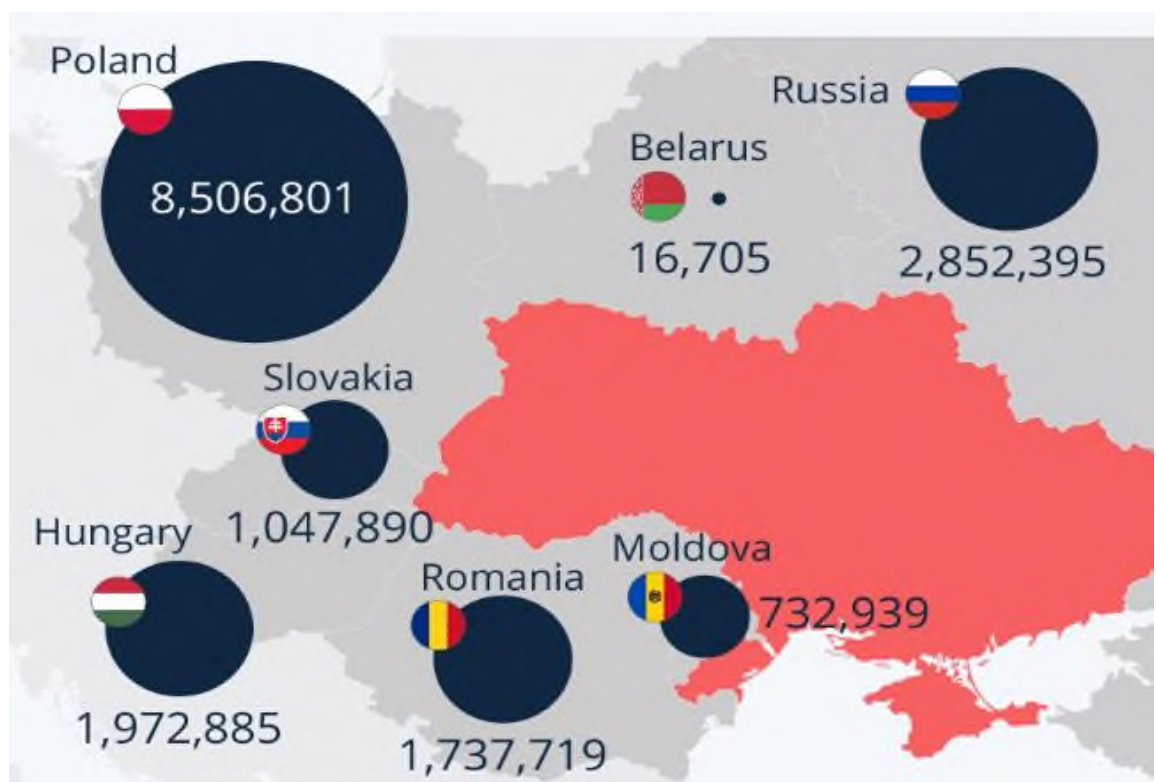 Poland
8,506,801
Russia
2,852,395
Belarus
16,705
Slovakia
1,047,890
Hungary
1,972,885
Romania
1,737,719
Moldova
732,939